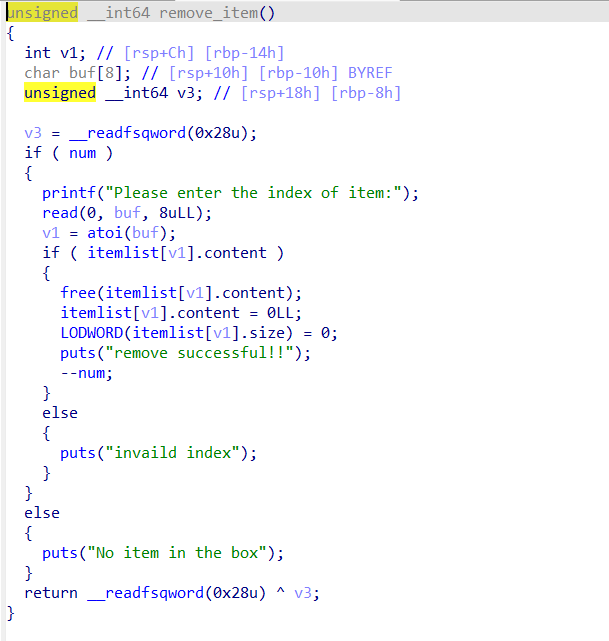 unsigned __int64 remove_item()
{
  int v1; // [rsp+Ch] [rbp-14h]
  char buf[8]; // [rsp+10h] [rbp-10h] BYREF
  unsigned __int64 v3; // [rsp+18h] [rbp-8h]

  v3 = __readfsqword(0x28u);
  if ( num )
  {
    printf("Please enter the index of item:");
    read(0, buf, 8uLL);
    v1 = atoi(buf);
    if ( itemlist[v1].content )
    {
      free(itemlist[v1].content);
      itemlist[v1].content = 0LL;
      LODWORD(itemlist[v1].size) = 0;
      puts("remove successful!!");
      --num;
    }
    else
    {
      puts("invaild index");
    }
  }
  else
  {
    puts("No item in the box");
  }
  return __readfsqword(0x28u) ^ v3;
}